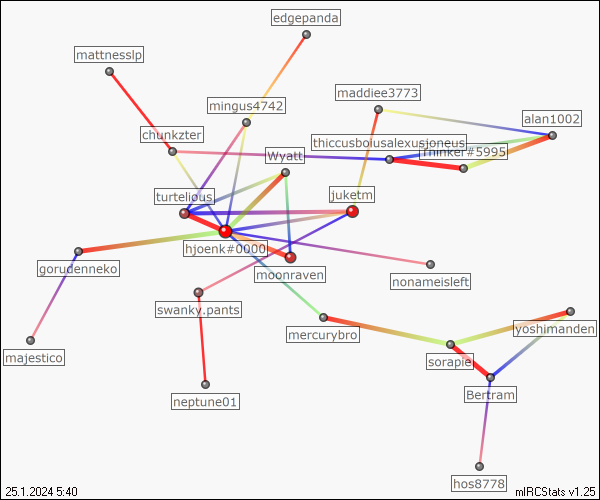 edgepanda
mattnesslp
maddiee3773
mingus4742
alan1002
chunkzter
thiccusbolusalexusjoneus
Thinker#5995
Wyatt
turtelious
juketm
hjoenk#0000
gorudenneko
moonraven
nonameisleft
swanky.pants
yoshimanden
mercurybro
majestico
sorapie
Bertram
neptune01
hos8778
25.1.2024 5:40
mIRCStats v1.25